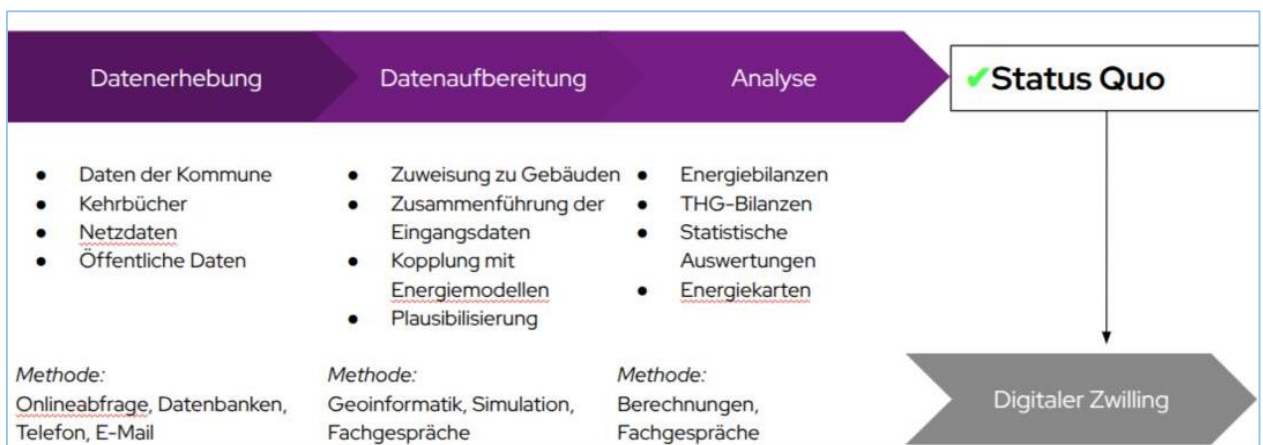 Datenerhebung
Datenaufbereitung
Analyse
✔Status Quo
● Daten der Kommune
● Kehrbücher
● Netzdaten
● Öffentliche Daten
● Zuweisung zu Gebäuden
● Zusammenführung der
Eingangsdaten
● Kopplung mit
Energiemodellen
● Plausibilisierung
● Energiebilanzen
● THG-Bilanzen
● Statistische
Auswertungen
● Energiekarten
Methode:
Onlineabfrage, Datenbanken,
Telefon, E-Mail
Methode:
Geoinformatik, Simulation,
Fachgespräche
Methode:
Berechnungen,
Fachgespräche
Digitaler Zwilling